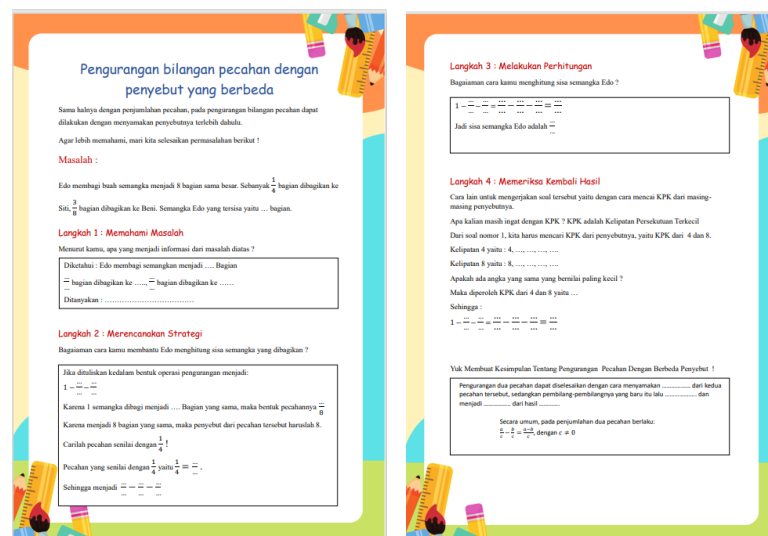 Pengurangan bilangan pecahan dengan
penyebut yang berbeda
Sama halnya dengan penjumlahan pecahan, pada pengurangan bilangan pecahan dapat
dilakukan dengan menyamakan penyebutnya terlebih dahulu.
Agar lebih memahami, mari kita selesaikan permasalahan berikut !
Masalah :
Edo membagi buah semangka menjadi 8 bagian sama besar. Sebanyak 1/4 bagian dibagikan ke
Siti, 3/8 bagian dibagikan ke Beni. Semangka Edo yang tersisa yaitu … bagian.
Langkah 1 : Memahami Masalah
Menurut kamu, apa yang menjadi informasi dari masalah diatas ?
Diketahui : Edo membagi semangkan menjadi …. Bagian
…/… bagian dibagikan ke ….., …/… bagian dibagikan ke ……
Ditanyakan : ……………………………….
Langkah 2 : Merencanakan Strategi
Bagaiaman cara kamu membantu Edo menghitung sisa semangka yang dibagikan ?
Jika dituliskan kedalam bentuk operasi pengurangan menjadi:
1 − …/… − …/…
Karena 1 semangka dibagi menjadi …. Bagian yang sama, maka bentuk pecahannya …/8
Karena menjadi 8 bagian yang sama, maka penyebut dari pecahan tersebut haruslah 8.
Carilah pecahan senilai dengan 1/4 !
Pecahan yang senilai dengan 1/4 yaitu 1/4 = …/… .
Sehingga menjadi …/… − …/… − …/…
Langkah 3 : Melakukan Perhitungan
Bagaiaman cara kamu menghitung sisa semangka Edo ?
1 − …/… − …/… = …/… − …/… − …/… = …/…
Jadi sisa semangka Edo adalah …/…
Langkah 4 : Memeriksa Kembali Hasil
Cara lain untuk mengerjakan soal tersebut yaitu dengan cara mencai KPK dari masing-
masing penyebutnya.
Apa kalian masih ingat dengan KPK ? KPK adalah Kelipatan Persekutuan Terkecil
Dari soal nomor 1, kita harus mencari KPK dari penyebutnya, yaitu KPK dari 4 dan 8.
Kelipatan 4 yaitu : 4, …, …, …, ….
Kelipatan 8 yaitu : 8, …, …, …, ….
Apakah ada angka yang sama yang bernilai paling kecil ?
Maka diperoleh KPK dari 4 dan 8 yaitu …
Sehingga :
1 − …/… − …/… = …/… − …/… − …/… = …/…
Yuk Membuat Kesimpulan Tentang Pengurangan Pecahan Dengan Berbeda Penyebut !
Pengurangan dua pecahan dapat diselesaikan dengan cara menyamakan ................. dari kedua
pecahan tersebut, sedangkan pembilang-pembilangnya yang baru itu lalu ................... dan
menjadi ................ dari hasil ............
Secara umum, pada penjumlahan dua pecahan berlaku:
a/c − b/c = a−b/c, dengan c ≠ 0